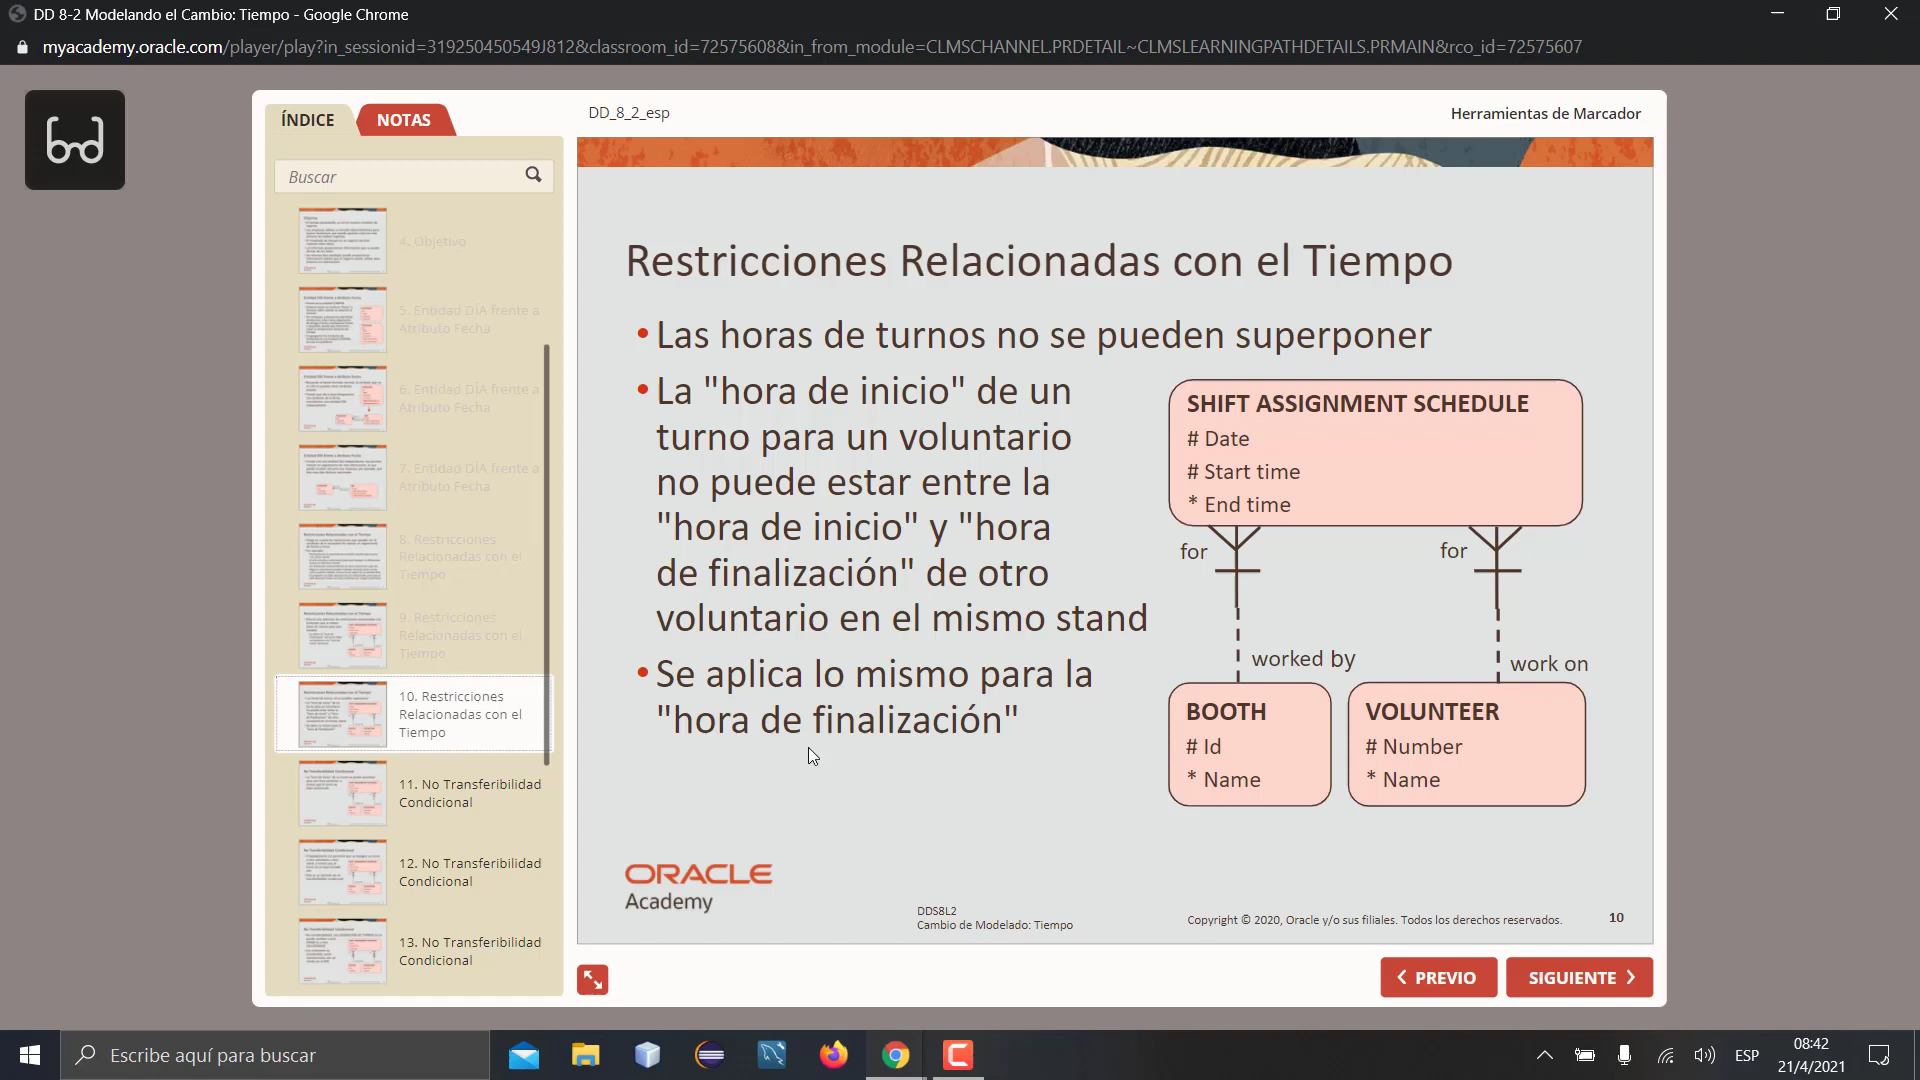 DD 8-2 Modelando el Cambio: Tiempo - Google Chrome
myacademy.oracle.com/player/play?in_sessionid=319250450549J812&classroom_id=72575608&in_from_module=CLMSCHANNEL.PRDETAIL~CLMSLEARNINGPATHDETAILS.PRMAIN&rco_id=72575607
ÍNDICE
NOTAS
DD_8_2_esp
Herramientas de Marcador
Buscar
4. Objetivo
5. Entidad DÍA frente a
Atributo Fecha
6. Entidad DÍA frente a
Atributo Fecha
7. Entidad DÍA frente a
Atributo Fecha
8. Restricciones
Relacionadas con el
Tiempo
9. Restricciones
Relacionadas con el
Tiempo
10. Restricciones
Relacionadas con el
Tiempo
11. No Transferibilidad
Condicional
12. No Transferibilidad
Condicional
13. No Transferibilidad
Condicional
Restricciones Relacionadas con el Tiempo
•Las horas de turnos no se pueden superponer
•La "hora de inicio" de un
turno para un voluntario
no puede estar entre la
"hora de inicio" y "hora
de finalización" de otro
voluntario en el mismo stand
•Se aplica lo mismo para la
"hora de finalización"
SHIFT ASSIGNMENT SCHEDULE
# Date
# Start time
* End time
for
for
worked by
work on
BOOTH
# Id
* Name
VOLUNTEER
# Number
* Name
ORACLE
Academy
DDS8L2
Cambio de Modelado: Tiempo
Copyright © 2020, Oracle y/o sus filiales. Todos los derechos reservados.
10
PREVIO
SIGUIENTE
Escribe aquí para buscar
ESP
08:42
21/4/2021